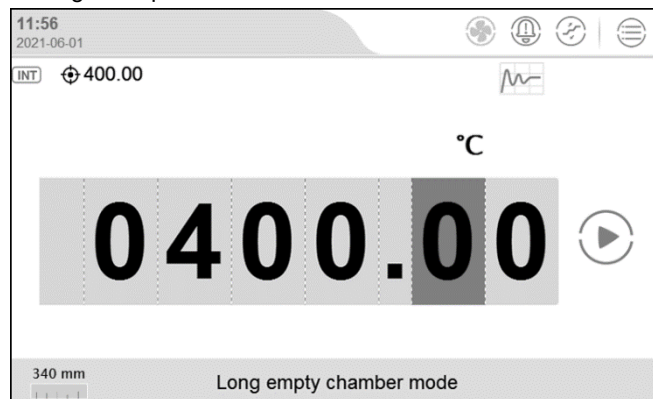 11:56
2021-06-01
INT 400.00
°C
0400.00
340 mm
Long empty chamber mode